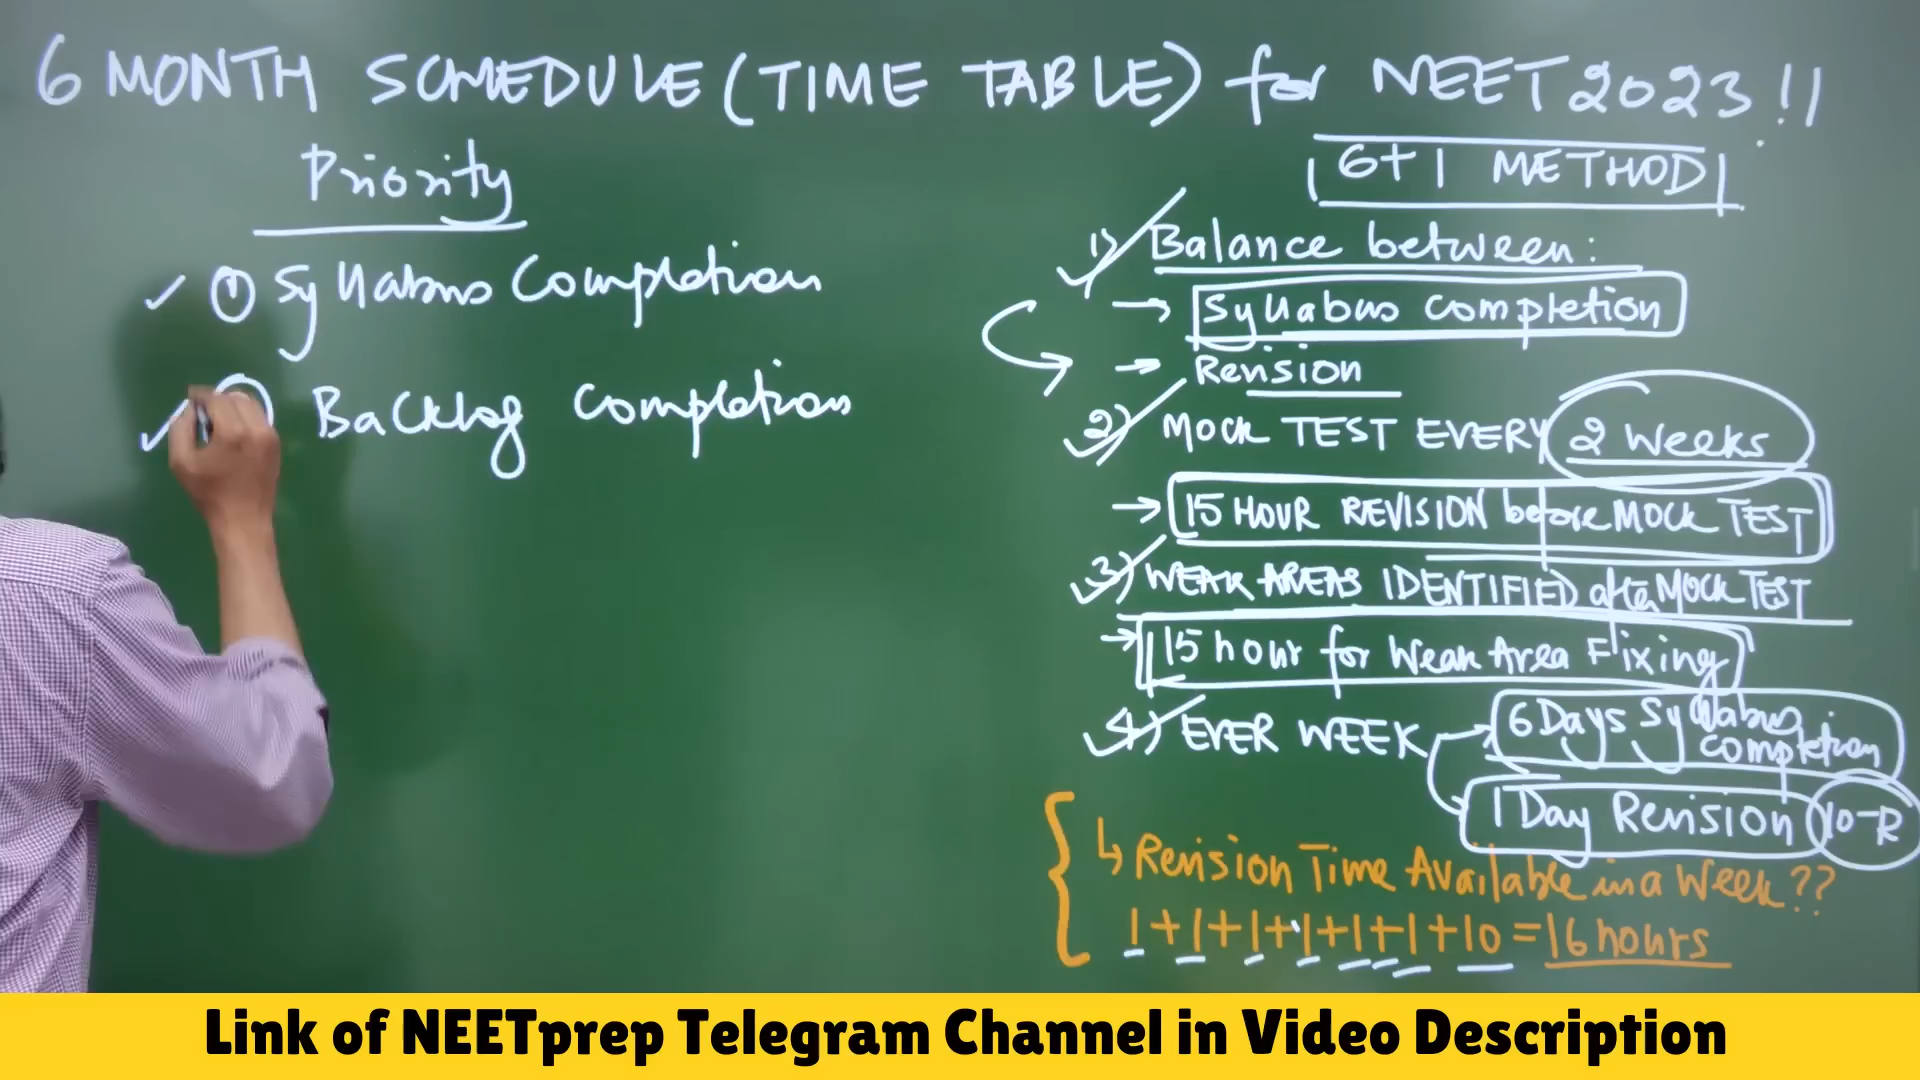 6 MONTH SCHEDULE (TIME TABLE) for NEET 2023 !!
Priority
① Syllabus Completion
Backlog Completion
6+1 METHOD
1) Balance between:
→ Syllabus completion
→ Revision
2) MOCK TEST EVERY 2 Weeks
→ 15 HOUR REVISION before MOCK TEST
3) WEAK AREAS IDENTIFIED after MOCK TEST
→ 15 hour for Weak Area Fixing
4) EVER WEEK
6 Days Syllabus completion
1 Day Revision 10-R
↳ Revision Time Available in a Week ??
1+1+1+1+1+1+10 = 16 hours
Link of NEETprep Telegram Channel in Video Description